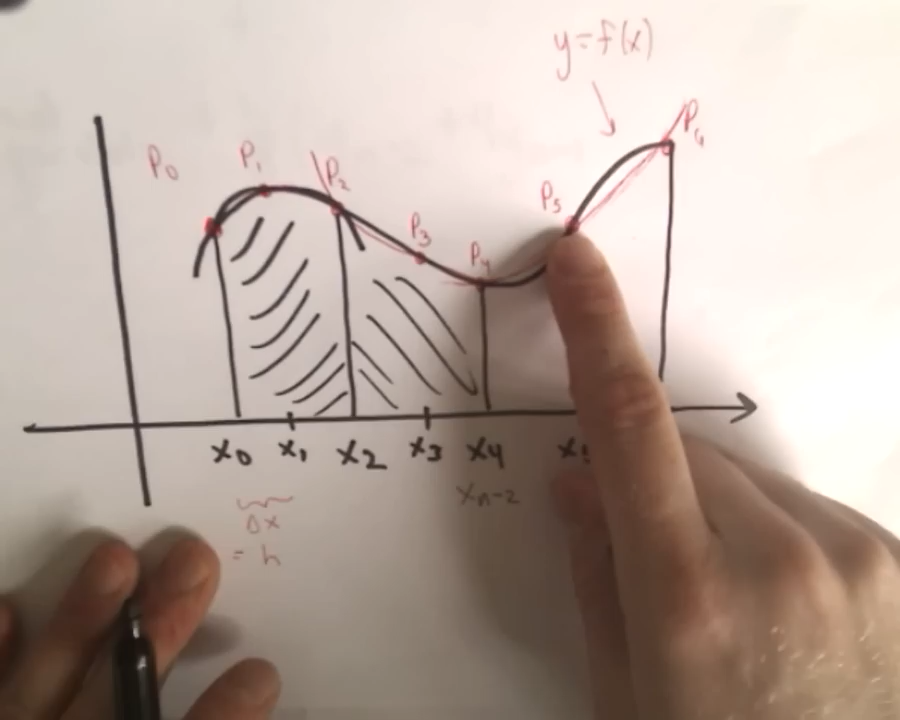 y=f(x)
P₀ P₁ P₂ P₃ P₄ P₅ P₆
x₀ x₁ x₂ x₃ x₄
xₙ₋₂
Δx
= h